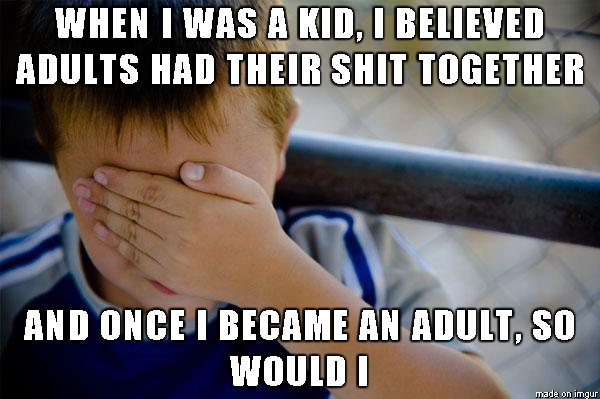 WHEN I WAS A KID, I BELIEVED
ADULTS HAD THEIR SHIT TOGETHER
AND ONCE I BECAME AN ADULT, SO
WOULD I
made on imgur